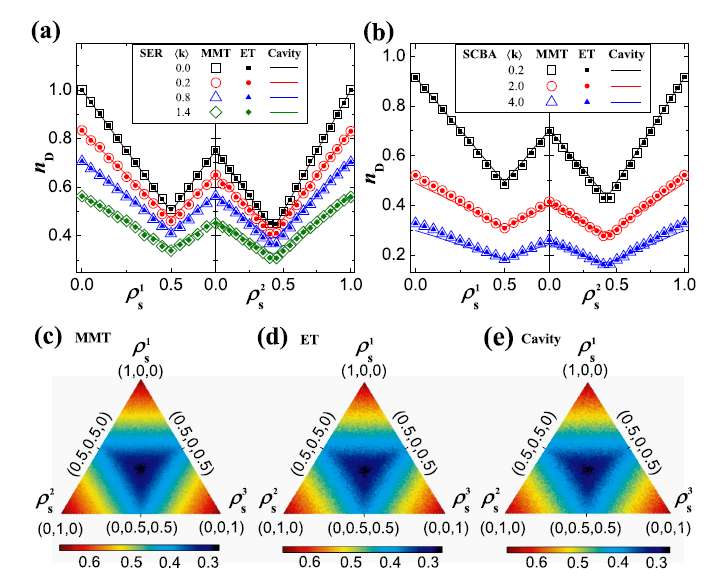 (a)
SER ⟨k⟩ MMT ET Cavity
0.0
0.2
0.8
1.4
1.0
0.8
0.6
0.4
n_D
0.0 0.5 0.0 0.5 1.0
ρ_s^1 ρ_s^2
(b)
SCBA ⟨k⟩ MMT ET Cavity
0.2
2.0
4.0
1.0
0.8
0.6
0.4
0.2
n_D
0.0 0.5 0.0 0.5 1.0
ρ_s^1 ρ_s^2
(c) MMT
ρ_s^1
(1,0,0)
(0.5,0.5,0) (0.5,0,0.5)
ρ_s^2 ρ_s^3
(0,1,0) (0,0.5,0.5) (0,0,1)
0.6 0.5 0.4 0.3
(d) ET
ρ_s^1
(1,0,0)
(0.5,0.5,0) (0.5,0,0.5)
ρ_s^2 ρ_s^3
(0,1,0) (0,0.5,0.5) (0,0,1)
0.6 0.5 0.4 0.3
(e) Cavity
ρ_s^1
(1,0,0)
(0.5,0.5,0) (0.5,0,0.5)
ρ_s^2 ρ_s^3
(0,1,0) (0,0.5,0.5) (0,0,1)
0.6 0.5 0.4 0.3